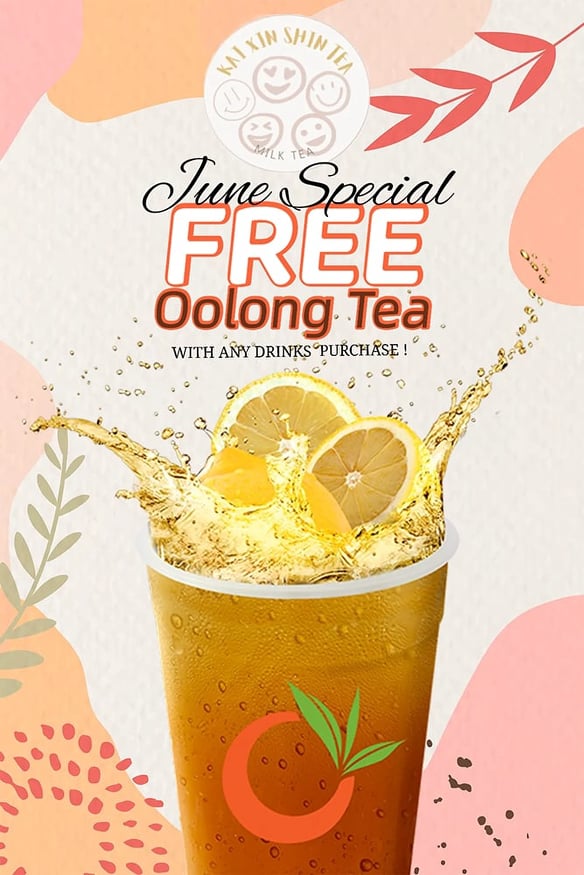 KAI XIN SHIN TEA
MILK TEA
June Special
FREE
Oolong Tea
WITH ANY DRINKS PURCHASE !